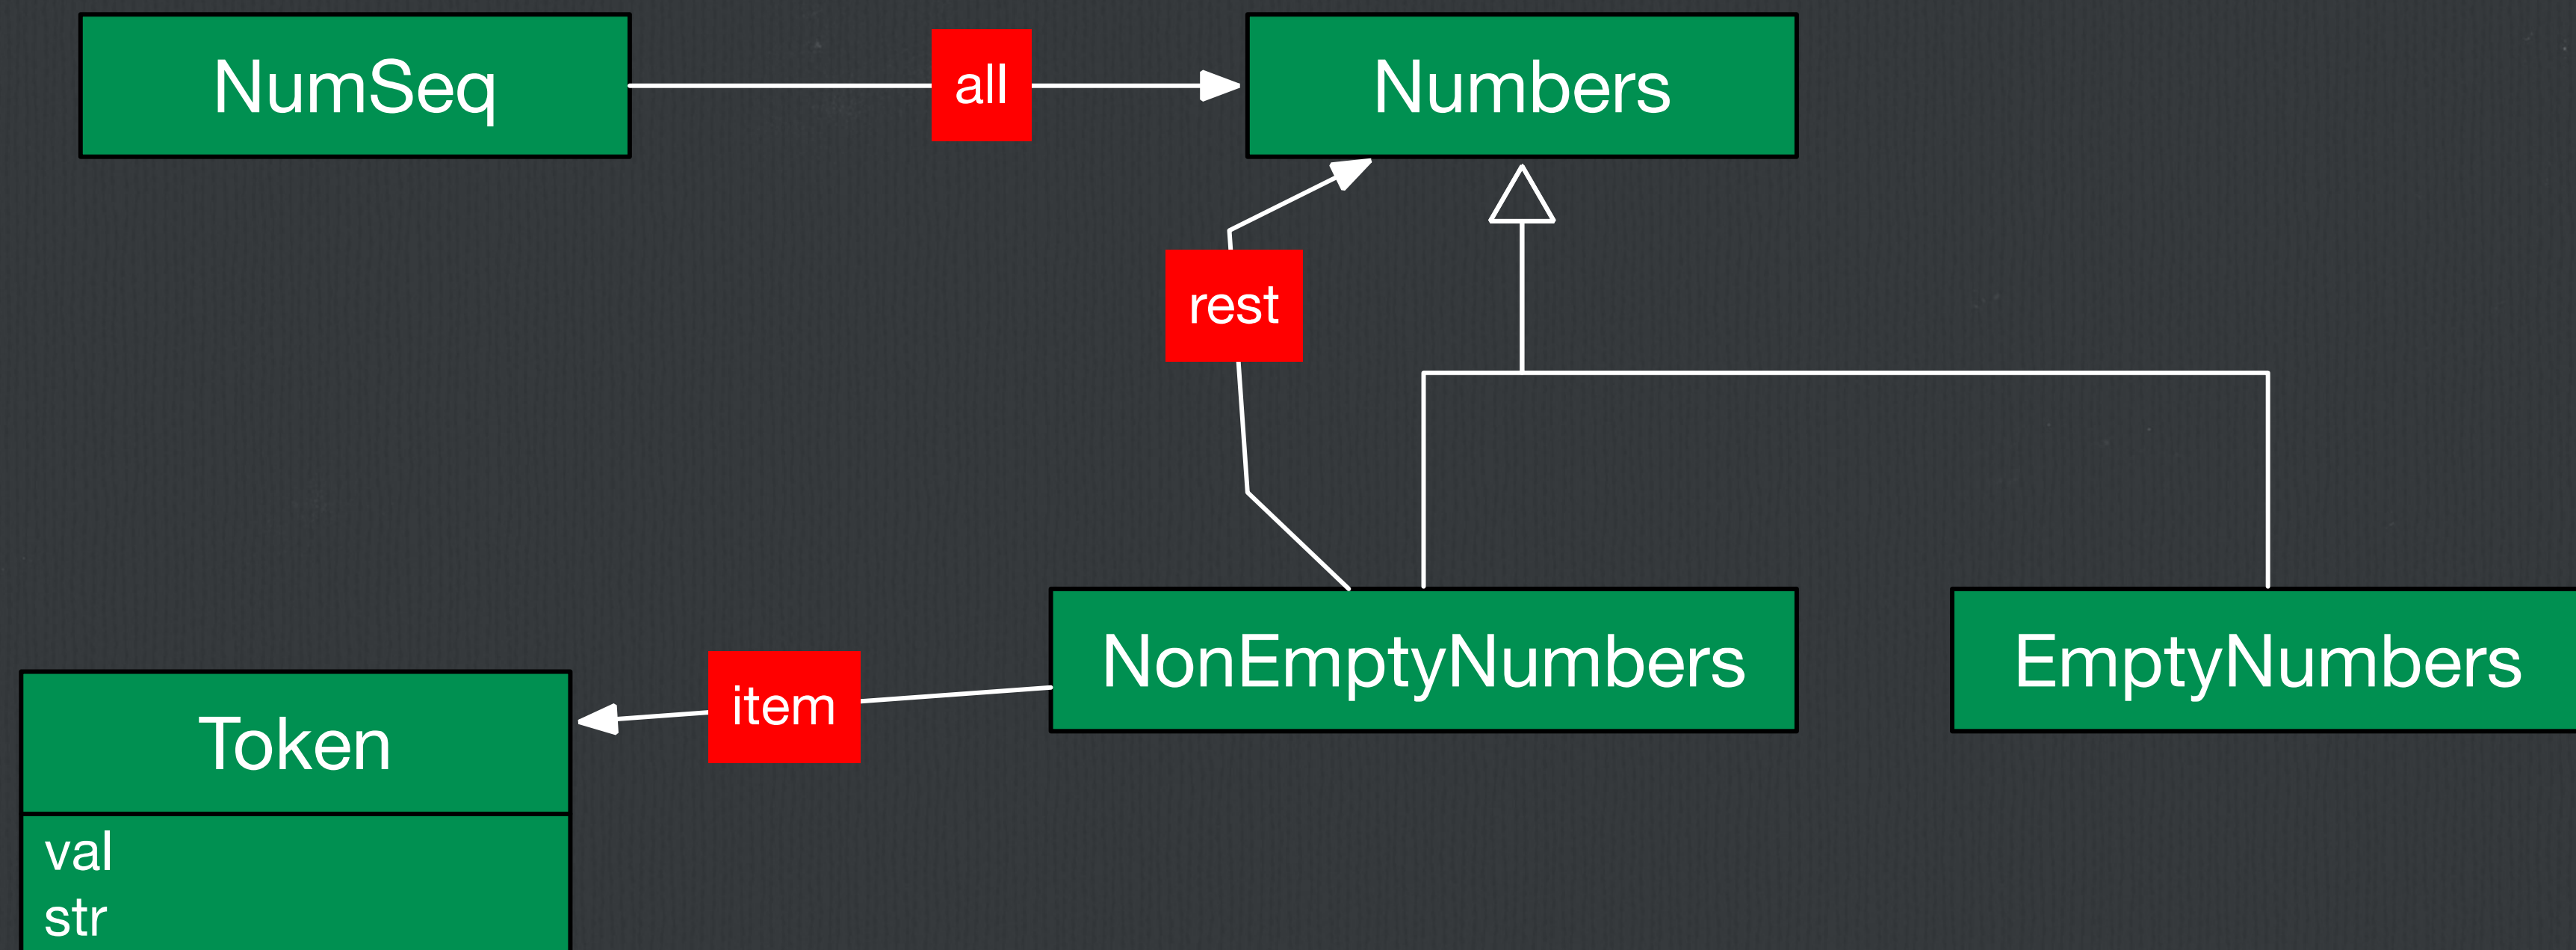 NumSeq
all
Numbers
rest
NonEmptyNumbers
EmptyNumbers
item
Token
val
str